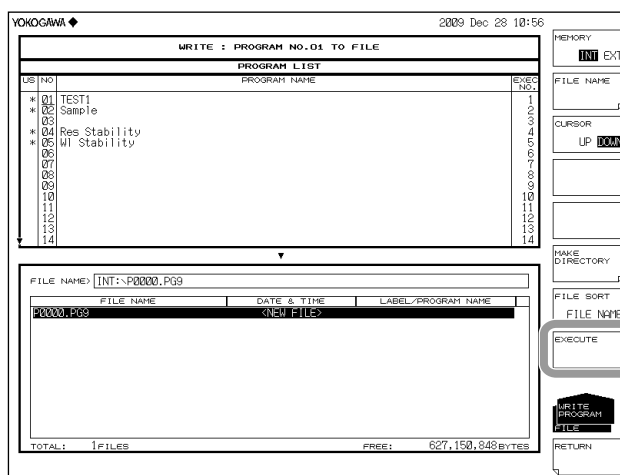 YOKOGAWA
2009 Dec 28 10:56
WRITE : PROGRAM NO.01 TO FILE
PROGRAM LIST
US NO PROGRAM NAME EXEC NO.
* 01 TEST1 1
* 02 Sample 2
03 3
* 04 Res Stability 4
* 05 Wl Stability 5
06 6
07 7
08 8
09 9
10 10
11 11
12 12
13 13
14 14
FILE NAME> INT:\P0000.PG9
FILE NAME DATE & TIME LABEL/PROGRAM NAME
P0000.PG9 <NEW FILE>
TOTAL: 1FILES FREE: 627,150,848BYTES
MEMORY
INT EXT
FILE NAME
CURSOR
UP DOWN
MAKE
DIRECTORY
FILE SORT
FILE NAME
EXECUTE
WRITE
PROGRAM
FILE
RETURN